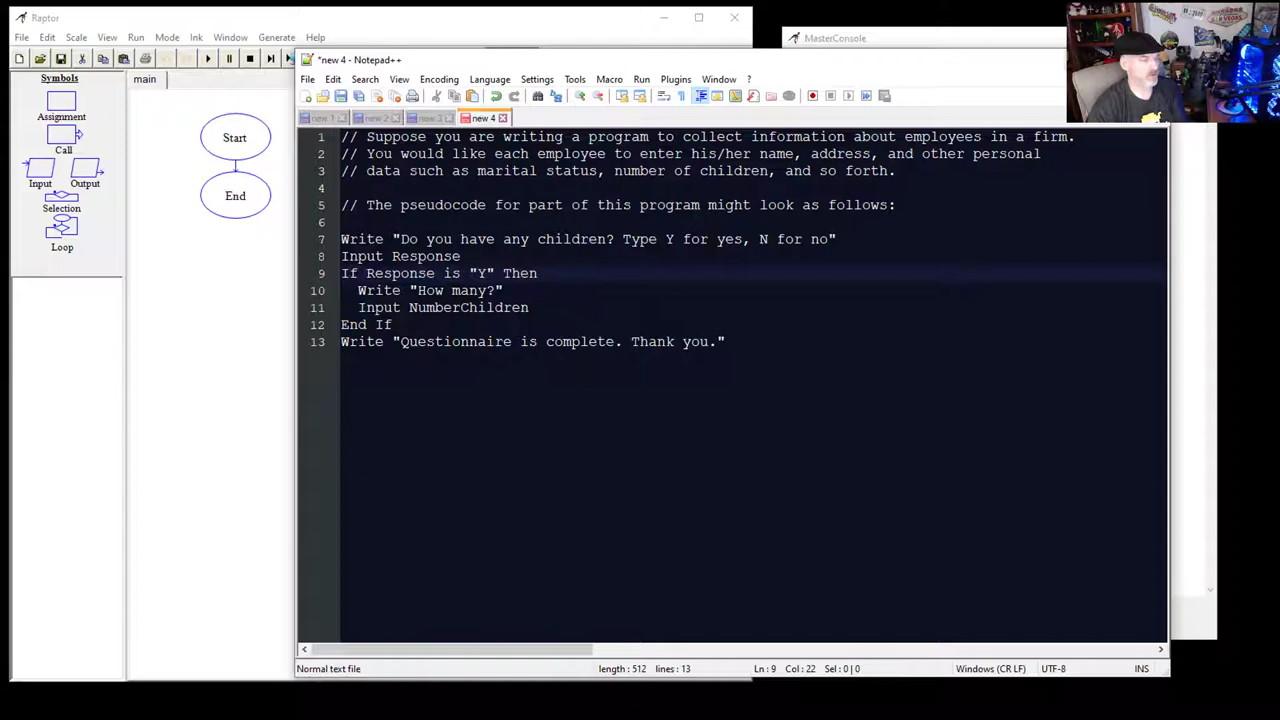 Raptor
File Edit Scale View Run Mode Ink Window Generate Help
Symbols
Assignment
Call
Input Output
Selection
Loop
main
Start
End
MasterConsole
*new 4 - Notepad++
File Edit Search View Encoding Language Settings Tools Macro Run Plugins Window ?
new 1 new 2 new 3 new 4
1 // Suppose you are writing a program to collect information about employees in a firm.
2 // You would like each employee to enter his/her name, address, and other personal
3 // data such as marital status, number of children, and so forth.
4
5 // The pseudocode for part of this program might look as follows:
6
7 Write "Do you have any children? Type Y for yes, N for no"
8 Input Response
9 If Response is "Y" Then
10 Write "How many?"
11 Input NumberChildren
12 End If
13 Write "Questionnaire is complete. Thank you."
Normal text file length : 512 lines : 13 Ln : 9 Col : 22 Sel : 0 | 0 Windows (CR LF) UTF-8 INS